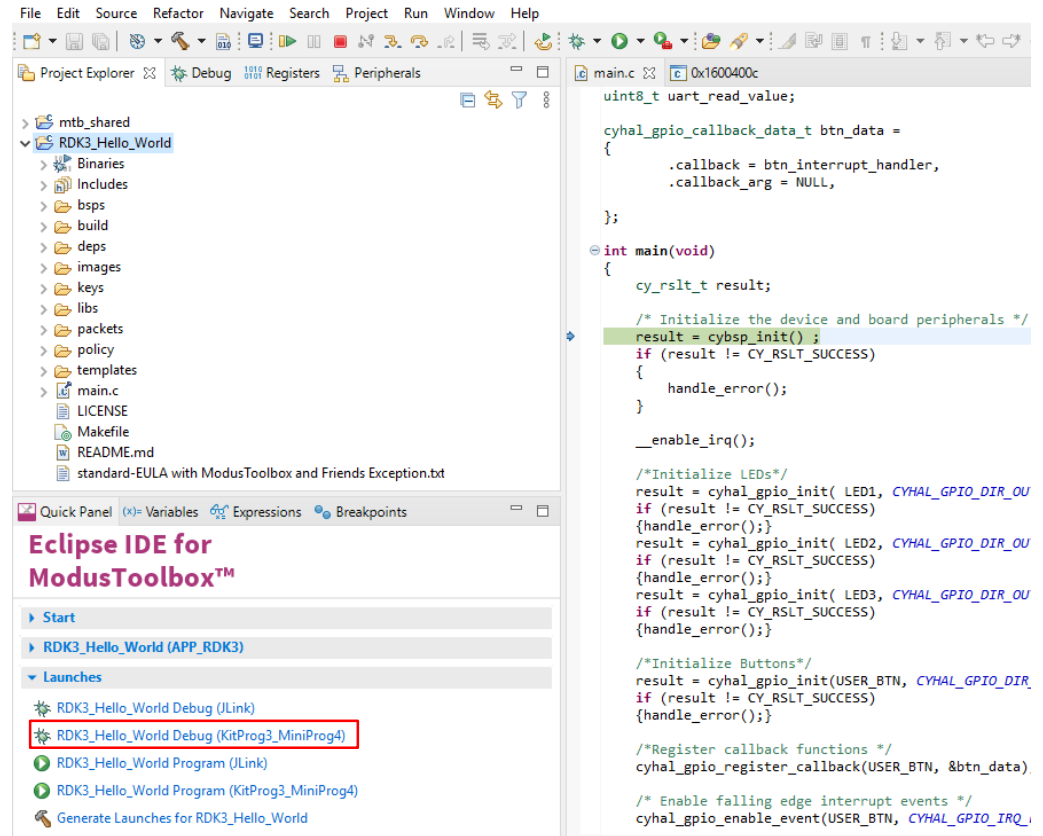 File Edit Source Refactor Navigate Search Project Run Window Help
Project Explorer Debug Registers Peripherals
mtb_shared
RDK3_Hello_World
Binaries
Includes
bsps
build
deps
images
keys
libs
packets
policy
templates
main.c
LICENSE
Makefile
README.md
standard-EULA with ModusToolbox and Friends Exception.txt
Quick Panel (x)= Variables Expressions Breakpoints
Eclipse IDE for
ModusToolbox™
Start
RDK3_Hello_World (APP_RDK3)
Launches
RDK3_Hello_World Debug (JLink)
RDK3_Hello_World Debug (KitProg3_MiniProg4)
RDK3_Hello_World Program (JLink)
RDK3_Hello_World Program (KitProg3_MiniProg4)
Generate Launches for RDK3_Hello_World
main.c 0x1600400c
uint8_t uart_read_value;
cyhal_gpio_callback_data_t btn_data =
{
.callback = btn_interrupt_handler,
.callback_arg = NULL,
};
int main(void)
{
cy_rslt_t result;
/* Initialize the device and board peripherals */
result = cybsp_init() ;
if (result != CY_RSLT_SUCCESS)
{
handle_error();
}
__enable_irq();
/*Initialize LEDs*/
result = cyhal_gpio_init( LED1, CYHAL_GPIO_DIR_OU
if (result != CY_RSLT_SUCCESS)
{handle_error();}
result = cyhal_gpio_init( LED2, CYHAL_GPIO_DIR_OU
if (result != CY_RSLT_SUCCESS)
{handle_error();}
result = cyhal_gpio_init( LED3, CYHAL_GPIO_DIR_OU
if (result != CY_RSLT_SUCCESS)
{handle_error();}
/*Initialize Buttons*/
result = cyhal_gpio_init(USER_BTN, CYHAL_GPIO_DIR_
if (result != CY_RSLT_SUCCESS)
{handle_error();}
/*Register callback functions */
cyhal_gpio_register_callback(USER_BTN, &btn_data)
/* Enable falling edge interrupt events */
cyhal_gpio_enable_event(USER_BTN, CYHAL_GPIO_IRQ_